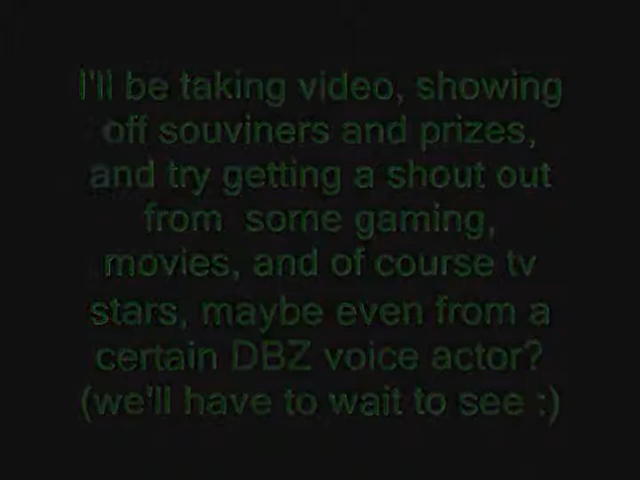 I'll be taking video, showing
off souviners and prizes,
and try getting a shout out
from some gaming,
movies, and of course tv
stars, maybe even from a
certain DBZ voice actor?
(we'll have to wait to see :)